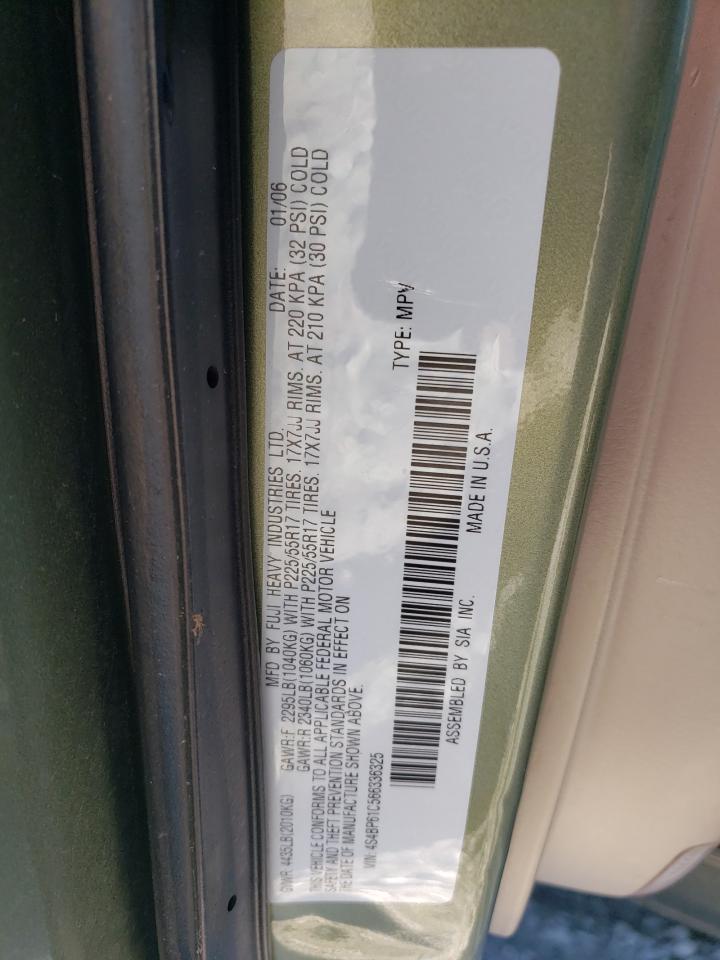 MFD BY FUJI HEAVY INDUSTRIES LTD. DATE: 01/06
GVWR 4435LB(2010KG) GAWR:F 2295LB(1040KG) WITH P225/55R17 TIRES. 17X7JJ RIMS. AT 220 KPA (32 PSI) COLD
GAWR:R 2340LB(1060KG) WITH P225/55R17 TIRES. 17X7JJ RIMS. AT 210 KPA (30 PSI) COLD
THIS VEHICLE CONFORMS TO ALL APPLICABLE FEDERAL MOTOR VEHICLE
SAFETY AND THEFT PREVENTION STANDARDS IN EFFECT ON
THE DATE OF MANUFACTURE SHOWN ABOVE.
VIN: 4S4BP61C566336325 TYPE: MPV
ASSEMBLED BY SIA INC. MADE IN U.S.A.